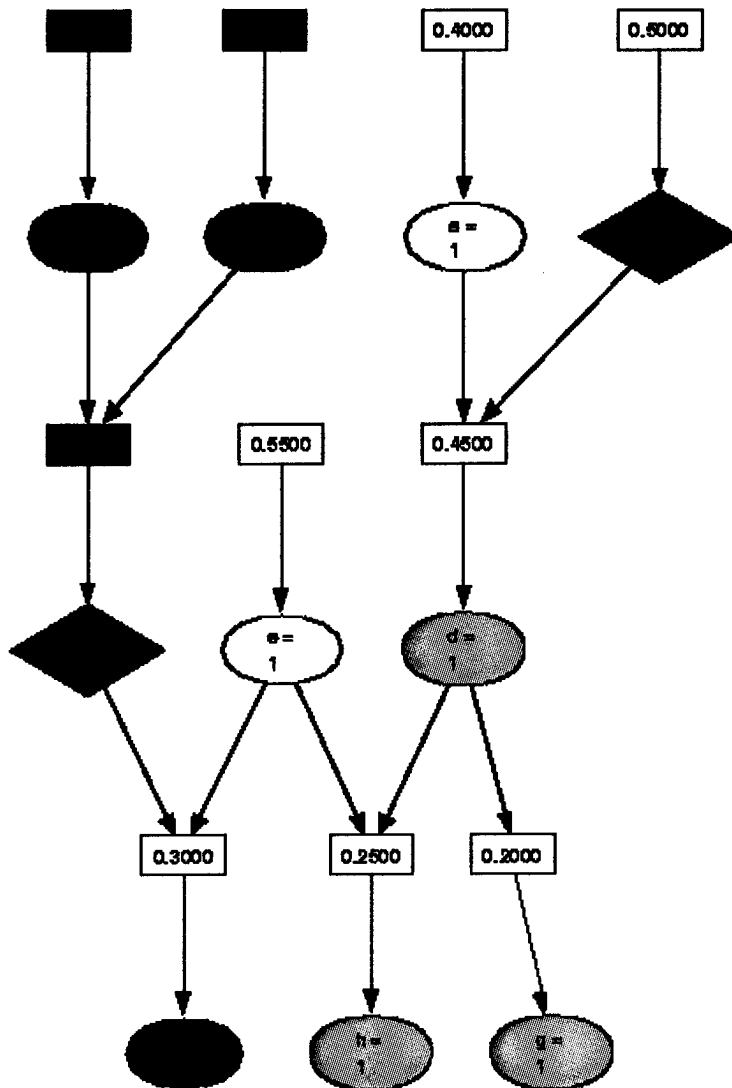 0.4000
0.5000
a =
1
0.5500
0.4500
e =
1
d =
1
0.3000
0.2500
0.2000
h =
1
g =
1